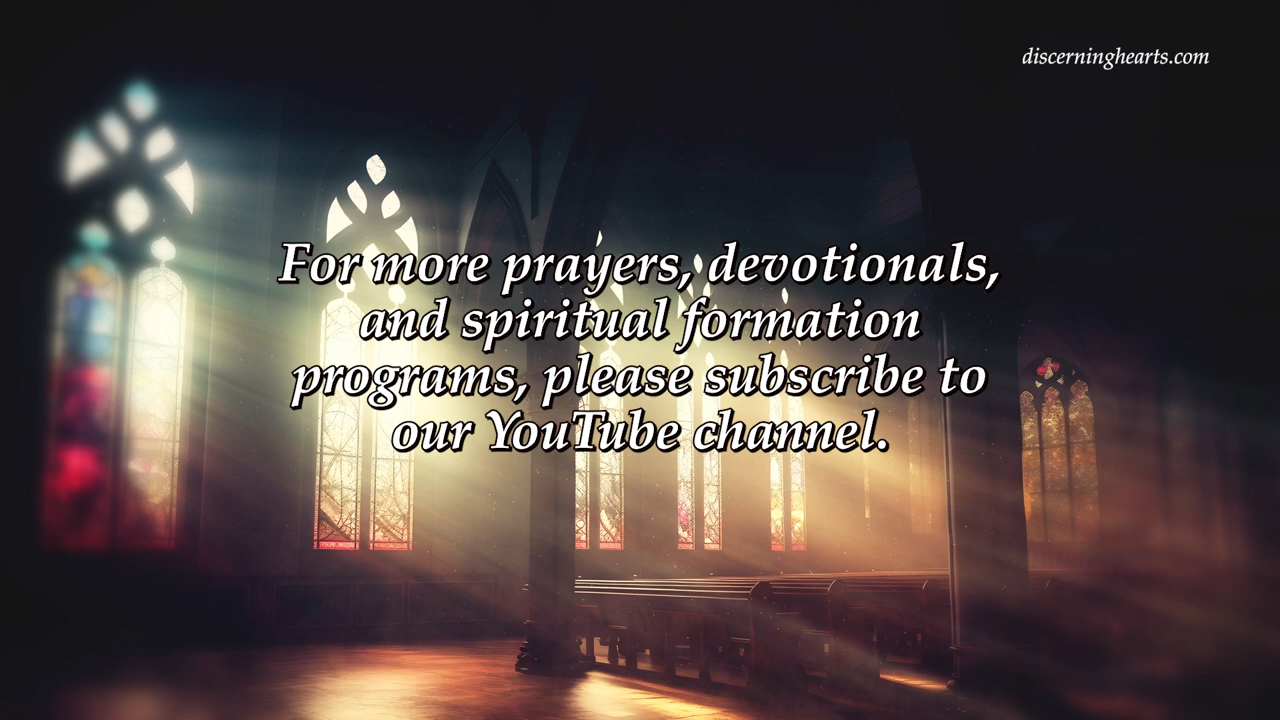 discerninghearts.com
For more prayers, devotionals,
and spiritual formation
programs, please subscribe to
our YouTube channel.